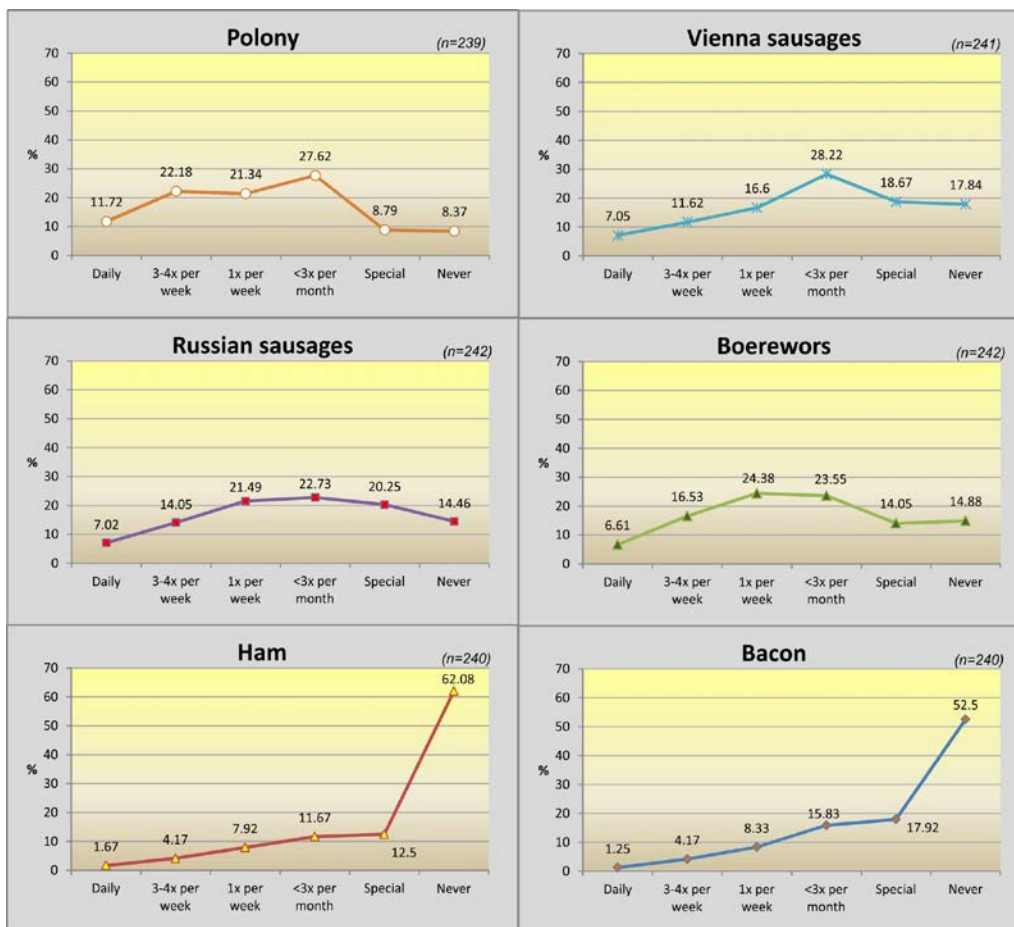 Polony
(n=239)
70
60
50
40
%
30
20
10
0
11.72
22.18
21.34
27.62
8.79
8.37
Daily
3-4x per week
1x per week
<3x per month
Special
Never
Vienna sausages
(n=241)
70
60
50
40
%
30
20
10
0
7.05
11.62
16.6
28.22
18.67
17.84
Daily
3-4x per week
1x per week
<3x per month
Special
Never
Russian sausages
(n=242)
70
60
50
40
%
30
20
10
0
7.02
14.05
21.49
22.73
20.25
14.46
Daily
3-4x per week
1x per week
<3x per month
Special
Never
Boerewors
(n=242)
70
60
50
40
%
30
20
10
0
6.61
16.53
24.38
23.55
14.05
14.88
Daily
3-4x per week
1x per week
<3x per month
Special
Never
Ham
(n=240)
70
60
50
40
%
30
20
10
0
1.67
4.17
7.92
11.67
12.5
62.08
Daily
3-4x per week
1x per week
<3x per month
Special
Never
Bacon
(n=240)
70
60
50
40
%
30
20
10
0
1.25
4.17
8.33
15.83
17.92
52.5
Daily
3-4x per week
1x per week
<3x per month
Special
Never